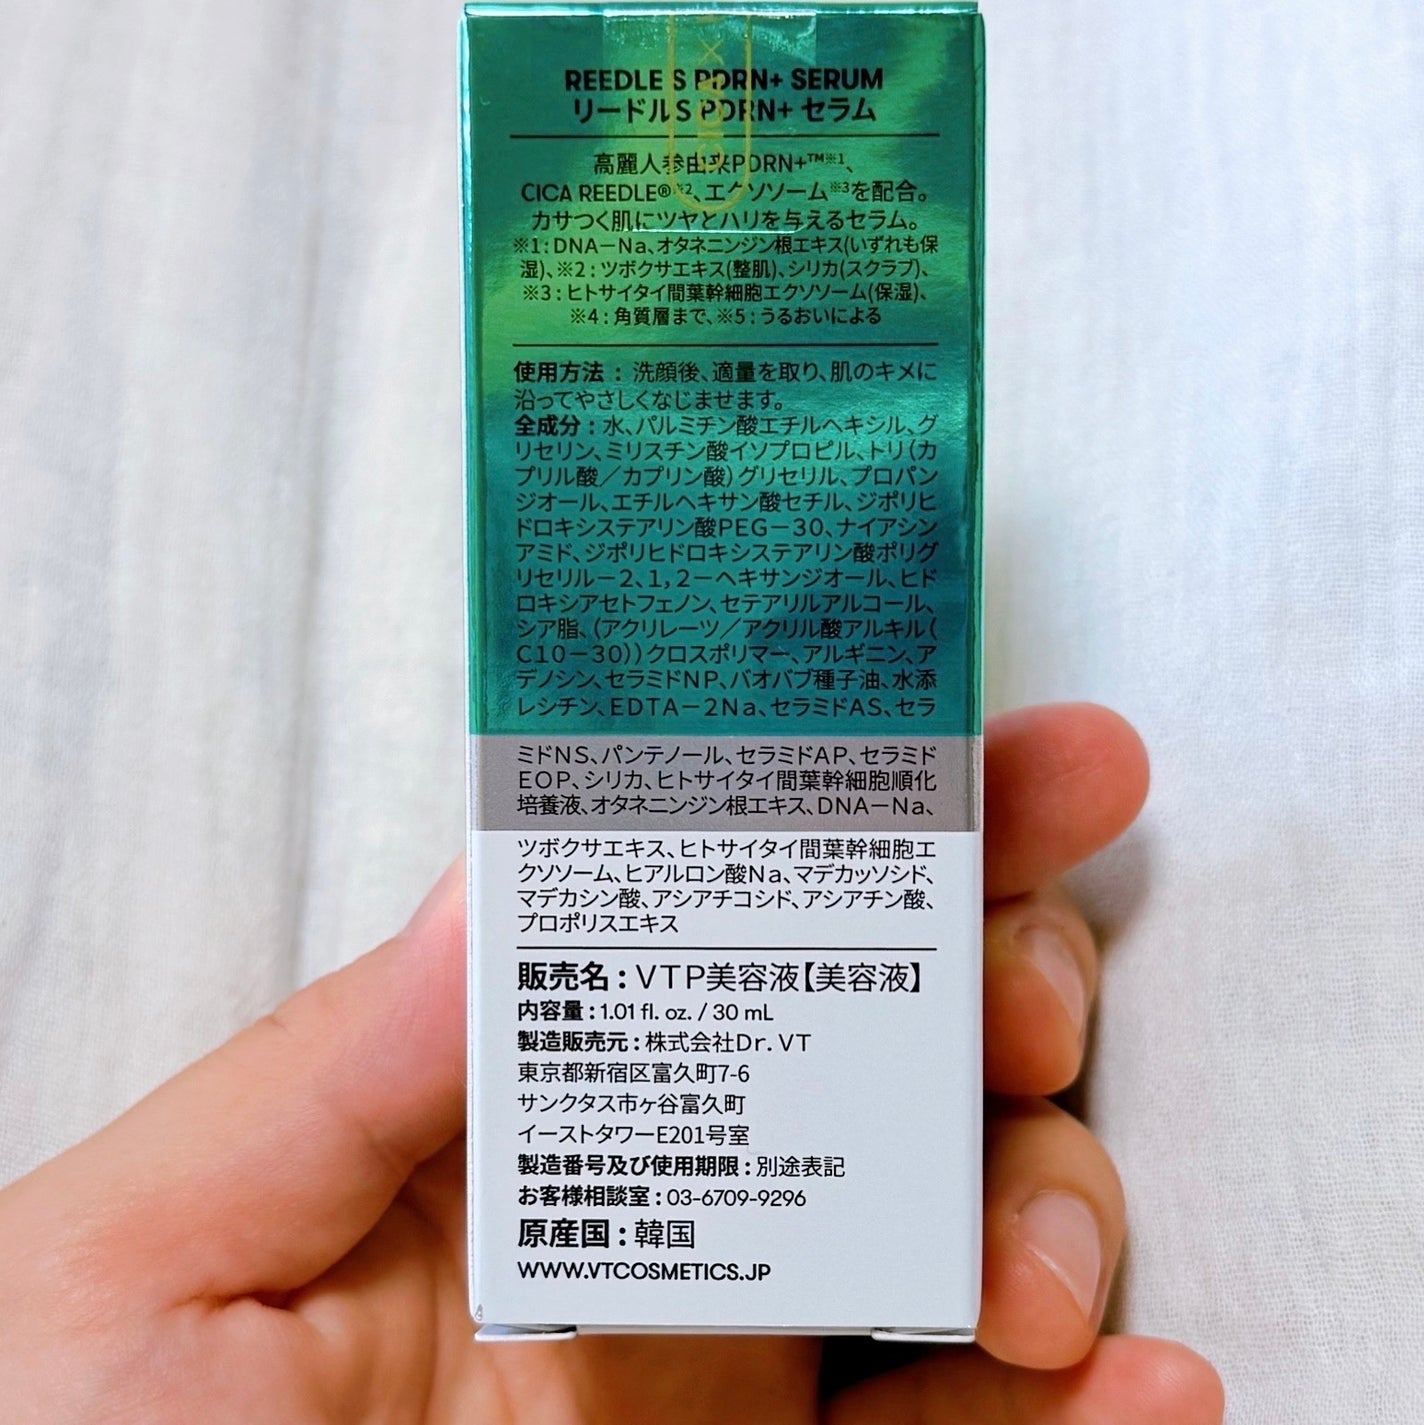 REEDLE S PDRN+ SERUM
リードルS PDRN+ セラム
高麗人参由来PDRN+™※1、
CICA REEDLE®※2、エクソソーム※3を配合。
カサつく肌にツヤとハリを与えるセラム。
※1：DNA－Na、オタネニンジン根エキス(いずれも保
湿)、※2：ツボクサエキス(整肌)、シリカ(スクラブ)、
※3：ヒトサイタイ間葉幹細胞エクソソーム(保湿)、
※4：角質層まで、※5：うるおいによる
使用方法：洗顔後、適量を取り、肌のキメに
沿ってやさしくなじませます。
全成分：水、パルミチン酸エチルヘキシル、グ
リセリン、ミリスチン酸イソプロピル、トリ（カ
プリル酸／カプリン酸）グリセリル、プロパン
ジオール、エチルヘキサン酸セチル、ジポリヒ
ドロキシステアリン酸PEG－30、ナイアシン
アミド、ジポリヒドロキシステアリン酸ポリグ
リセリル－2、1，2－ヘキサンジオール、ヒド
ロキシアセトフェノン、セテアリルアルコール、
シア脂、（アクリレーツ／アクリル酸アルキル（
C10－30））クロスポリマー、アルギニン、ア
デノシン、セラミドNP、バオバブ種子油、水添
レシチン、EDTA－2Na、セラミドAS、セラ
ミドNS、パンテノール、セラミドAP、セラミド
EOP、シリカ、ヒトサイタイ間葉幹細胞順化
培養液、オタネニンジン根エキス、DNA－Na、
ツボクサエキス、ヒトサイタイ間葉幹細胞エ
クソソーム、ヒアルロン酸Na、マデカッソシド、
マデカシン酸、アシアチコシド、アシアチン酸、
プロポリスエキス
販売名：VTP美容液【美容液】
内容量：1.01 fl. oz. / 30 mL
製造販売元：株式会社Dr. VT
東京都新宿区富久町7-6
サンクタス市ヶ谷富久町
イーストタワーE201号室
製造番号及び使用期限：別途表記
お客様相談室：03-6709-9296
原産国：韓国
WWW.VTCOSMETICS.JP